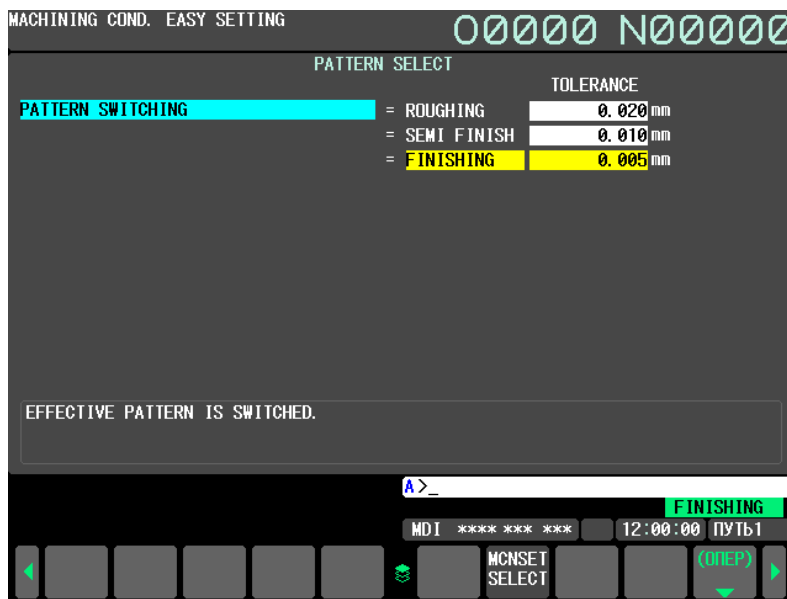 MACHINING COND. EASY SETTING O0000 N00000
PATTERN SELECT
TOLERANCE
PATTERN SWITCHING = ROUGHING 0.020 mm
= SEMI FINISH 0.010 mm
= FINISHING 0.005 mm
EFFECTIVE PATTERN IS SWITCHED.
A>_
FINISHING
MDI **** *** *** 12:00:00 ПУТЬ1
MCNSET (ОПЕР)
SELECT